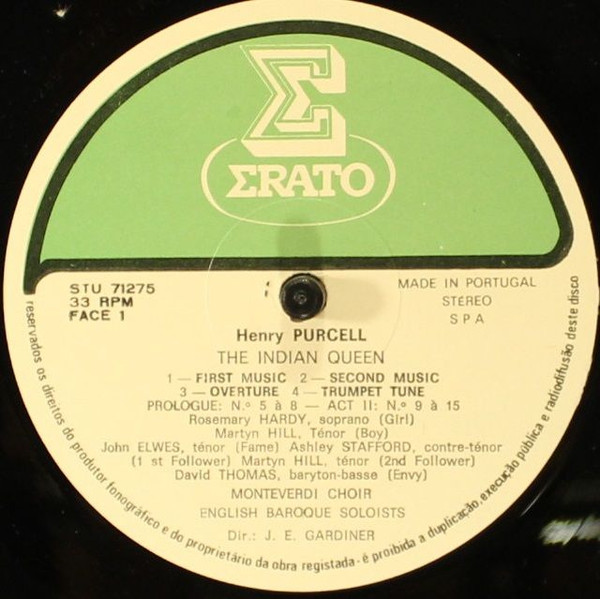 ΣRATO
STU 71275
33 RPM
FACE 1
MADE IN PORTUGAL
STEREO
SPA
Henry PURCELL
THE INDIAN QUEEN
1 — FIRST MUSIC 2 — SECOND MUSIC
3 — OVERTURE 4 — TRUMPET TUNE
PROLOGUE: N.º 5 à 8 — ACT II: N.º 9 à 15
Rosemary HARDY, soprano (Girl)
Martyn HILL, Ténor (Boy)
John ELWES, ténor (Fame) Ashley STAFFORD, contre-ténor
(1 st Follower) Martyn HILL, ténor (2nd Follower)
David THOMAS, baryton-basse (Envy)
MONTEVERDI CHOIR
ENGLISH BAROQUE SOLOISTS
Dir.: J. E. GARDINER
reservados os direitos do produtor fonográfico e do proprietário da obra registada - é proibida a duplicação, execução pública e radiodifusão deste disco